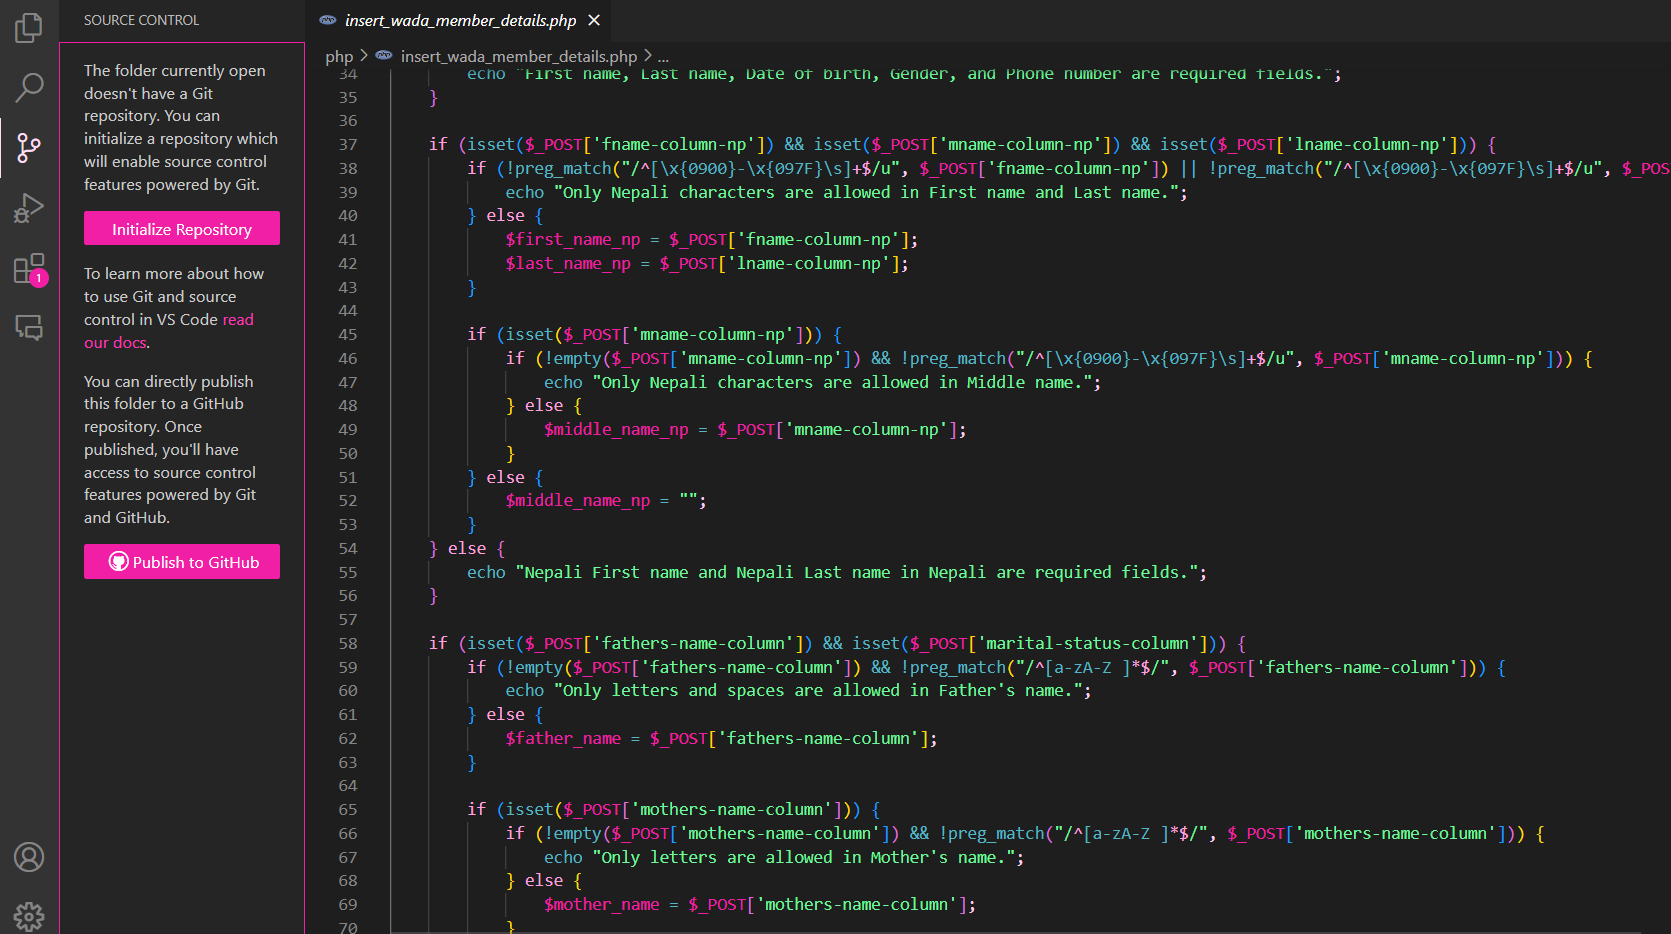 SOURCE CONTROL
The folder currently open
doesn't have a Git
repository. You can
initialize a repository which
will enable source control
features powered by Git.
Initialize Repository
To learn more about how
to use Git and source
control in VS Code read
our docs.
You can directly publish
this folder to a GitHub
repository. Once
published, you'll have
access to source control
features powered by Git
and GitHub.
Publish to GitHub
1
insert_wada_member_details.php
php > insert_wada_member_details.php > ...
34 echo "First name, Last name, Date of birth, Gender, and Phone number are required fields.";
35 }
36
37 if (isset($_POST['fname-column-np']) && isset($_POST['mname-column-np']) && isset($_POST['lname-column-np'])) {
38 if (!preg_match("/^[\x{0900}-\x{097F}\s]+$/u", $_POST['fname-column-np']) || !preg_match("/^[\x{0900}-\x{097F}\s]+$/u", $_POS
39 echo "Only Nepali characters are allowed in First name and Last name.";
40 } else {
41 $first_name_np = $_POST['fname-column-np'];
42 $last_name_np = $_POST['lname-column-np'];
43 }
44
45 if (isset($_POST['mname-column-np'])) {
46 if (!empty($_POST['mname-column-np']) && !preg_match("/^[\x{0900}-\x{097F}\s]+$/u", $_POST['mname-column-np'])) {
47 echo "Only Nepali characters are allowed in Middle name.";
48 } else {
49 $middle_name_np = $_POST['mname-column-np'];
50 }
51 } else {
52 $middle_name_np = "";
53 }
54 } else {
55 echo "Nepali First name and Nepali Last name in Nepali are required fields.";
56 }
57
58 if (isset($_POST['fathers-name-column']) && isset($_POST['marital-status-column'])) {
59 if (!empty($_POST['fathers-name-column']) && !preg_match("/^[a-zA-Z ]*$/", $_POST['fathers-name-column'])) {
60 echo "Only letters and spaces are allowed in Father's name.";
61 } else {
62 $father_name = $_POST['fathers-name-column'];
63 }
64
65 if (isset($_POST['mothers-name-column'])) {
66 if (!empty($_POST['mothers-name-column']) && !preg_match("/^[a-zA-Z ]*$/", $_POST['mothers-name-column'])) {
67 echo "Only letters are allowed in Mother's name.";
68 } else {
69 $mother_name = $_POST['mothers-name-column'];
70 }